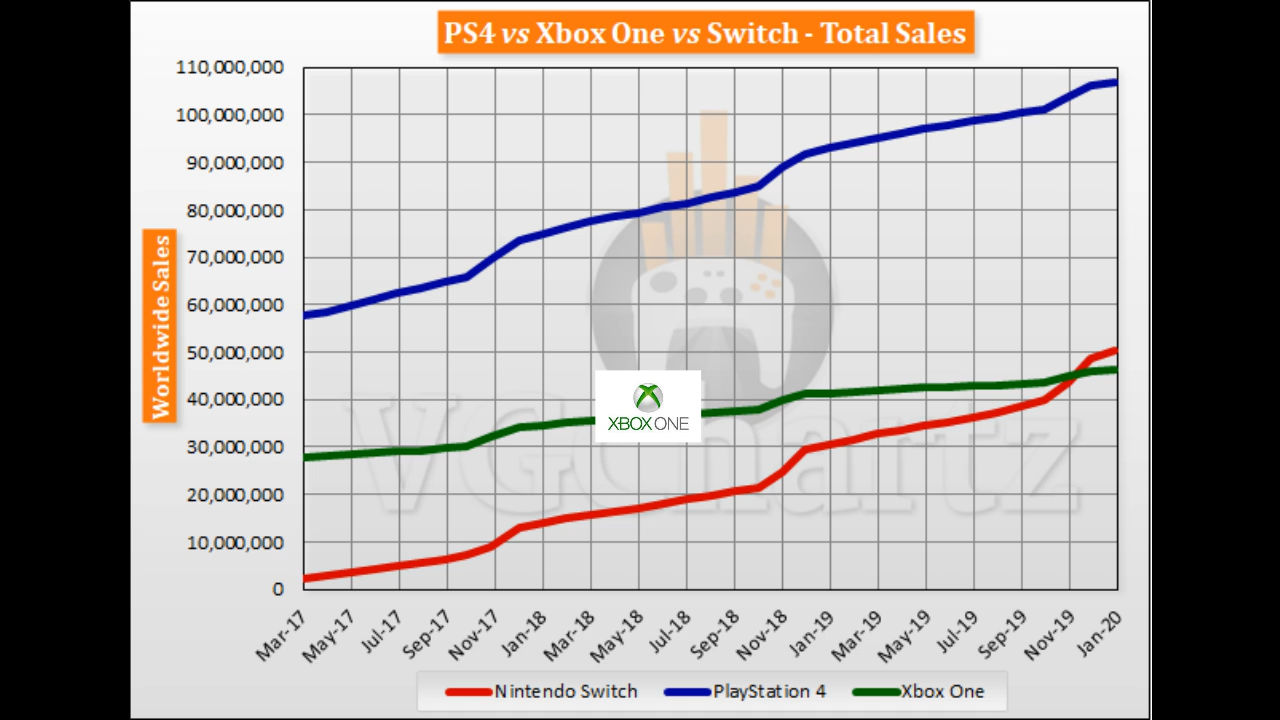 PS4 vs Xbox One vs Switch - Total Sales
110,000,000
100,000,000
90,000,000
80,000,000
70,000,000
60,000,000
50,000,000
40,000,000
30,000,000
20,000,000
10,000,000
0
Worldwide Sales
VGChartz
XBOX ONE
Mar-17
May-17
Jul-17
Sep-17
Nov-17
Jan-18
Mar-18
May-18
Jul-18
Sep-18
Nov-18
Jan-19
Mar-19
May-19
Jul-19
Sep-19
Nov-19
Jan-20
Nintendo Switch
PlayStation 4
Xbox One